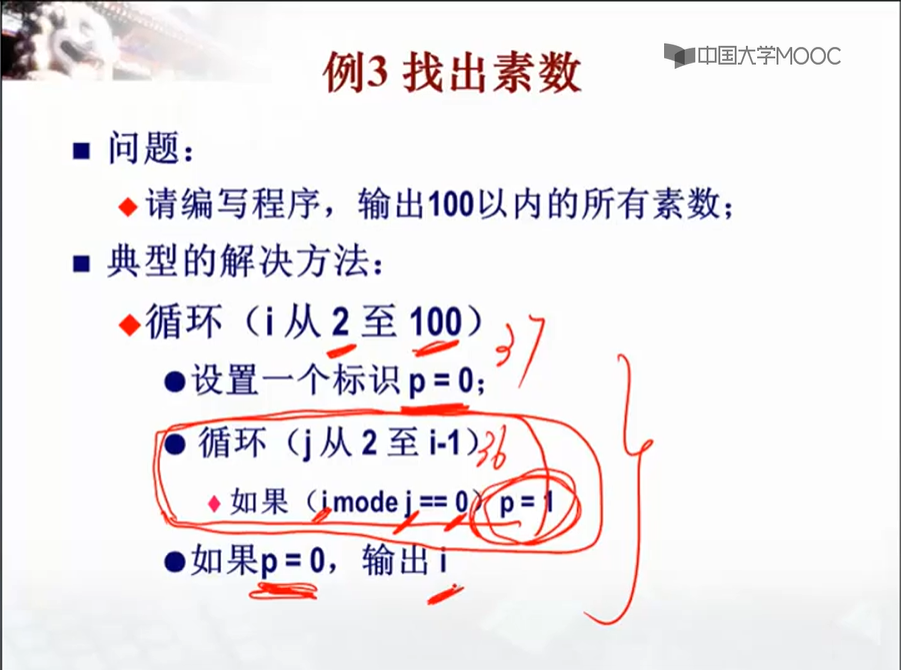 中国大学MOOC
例3 找出素数
■ 问题：
◆请编写程序，输出100以内的所有素数；
■ 典型的解决方法：
◆循环（i 从 2 至 100）
37
●设置一个标识 p = 0；
●循环（j 从 2 至 i-1）36
♦如果（i mode j == 0）p = 1
●如果p = 0，输出 i